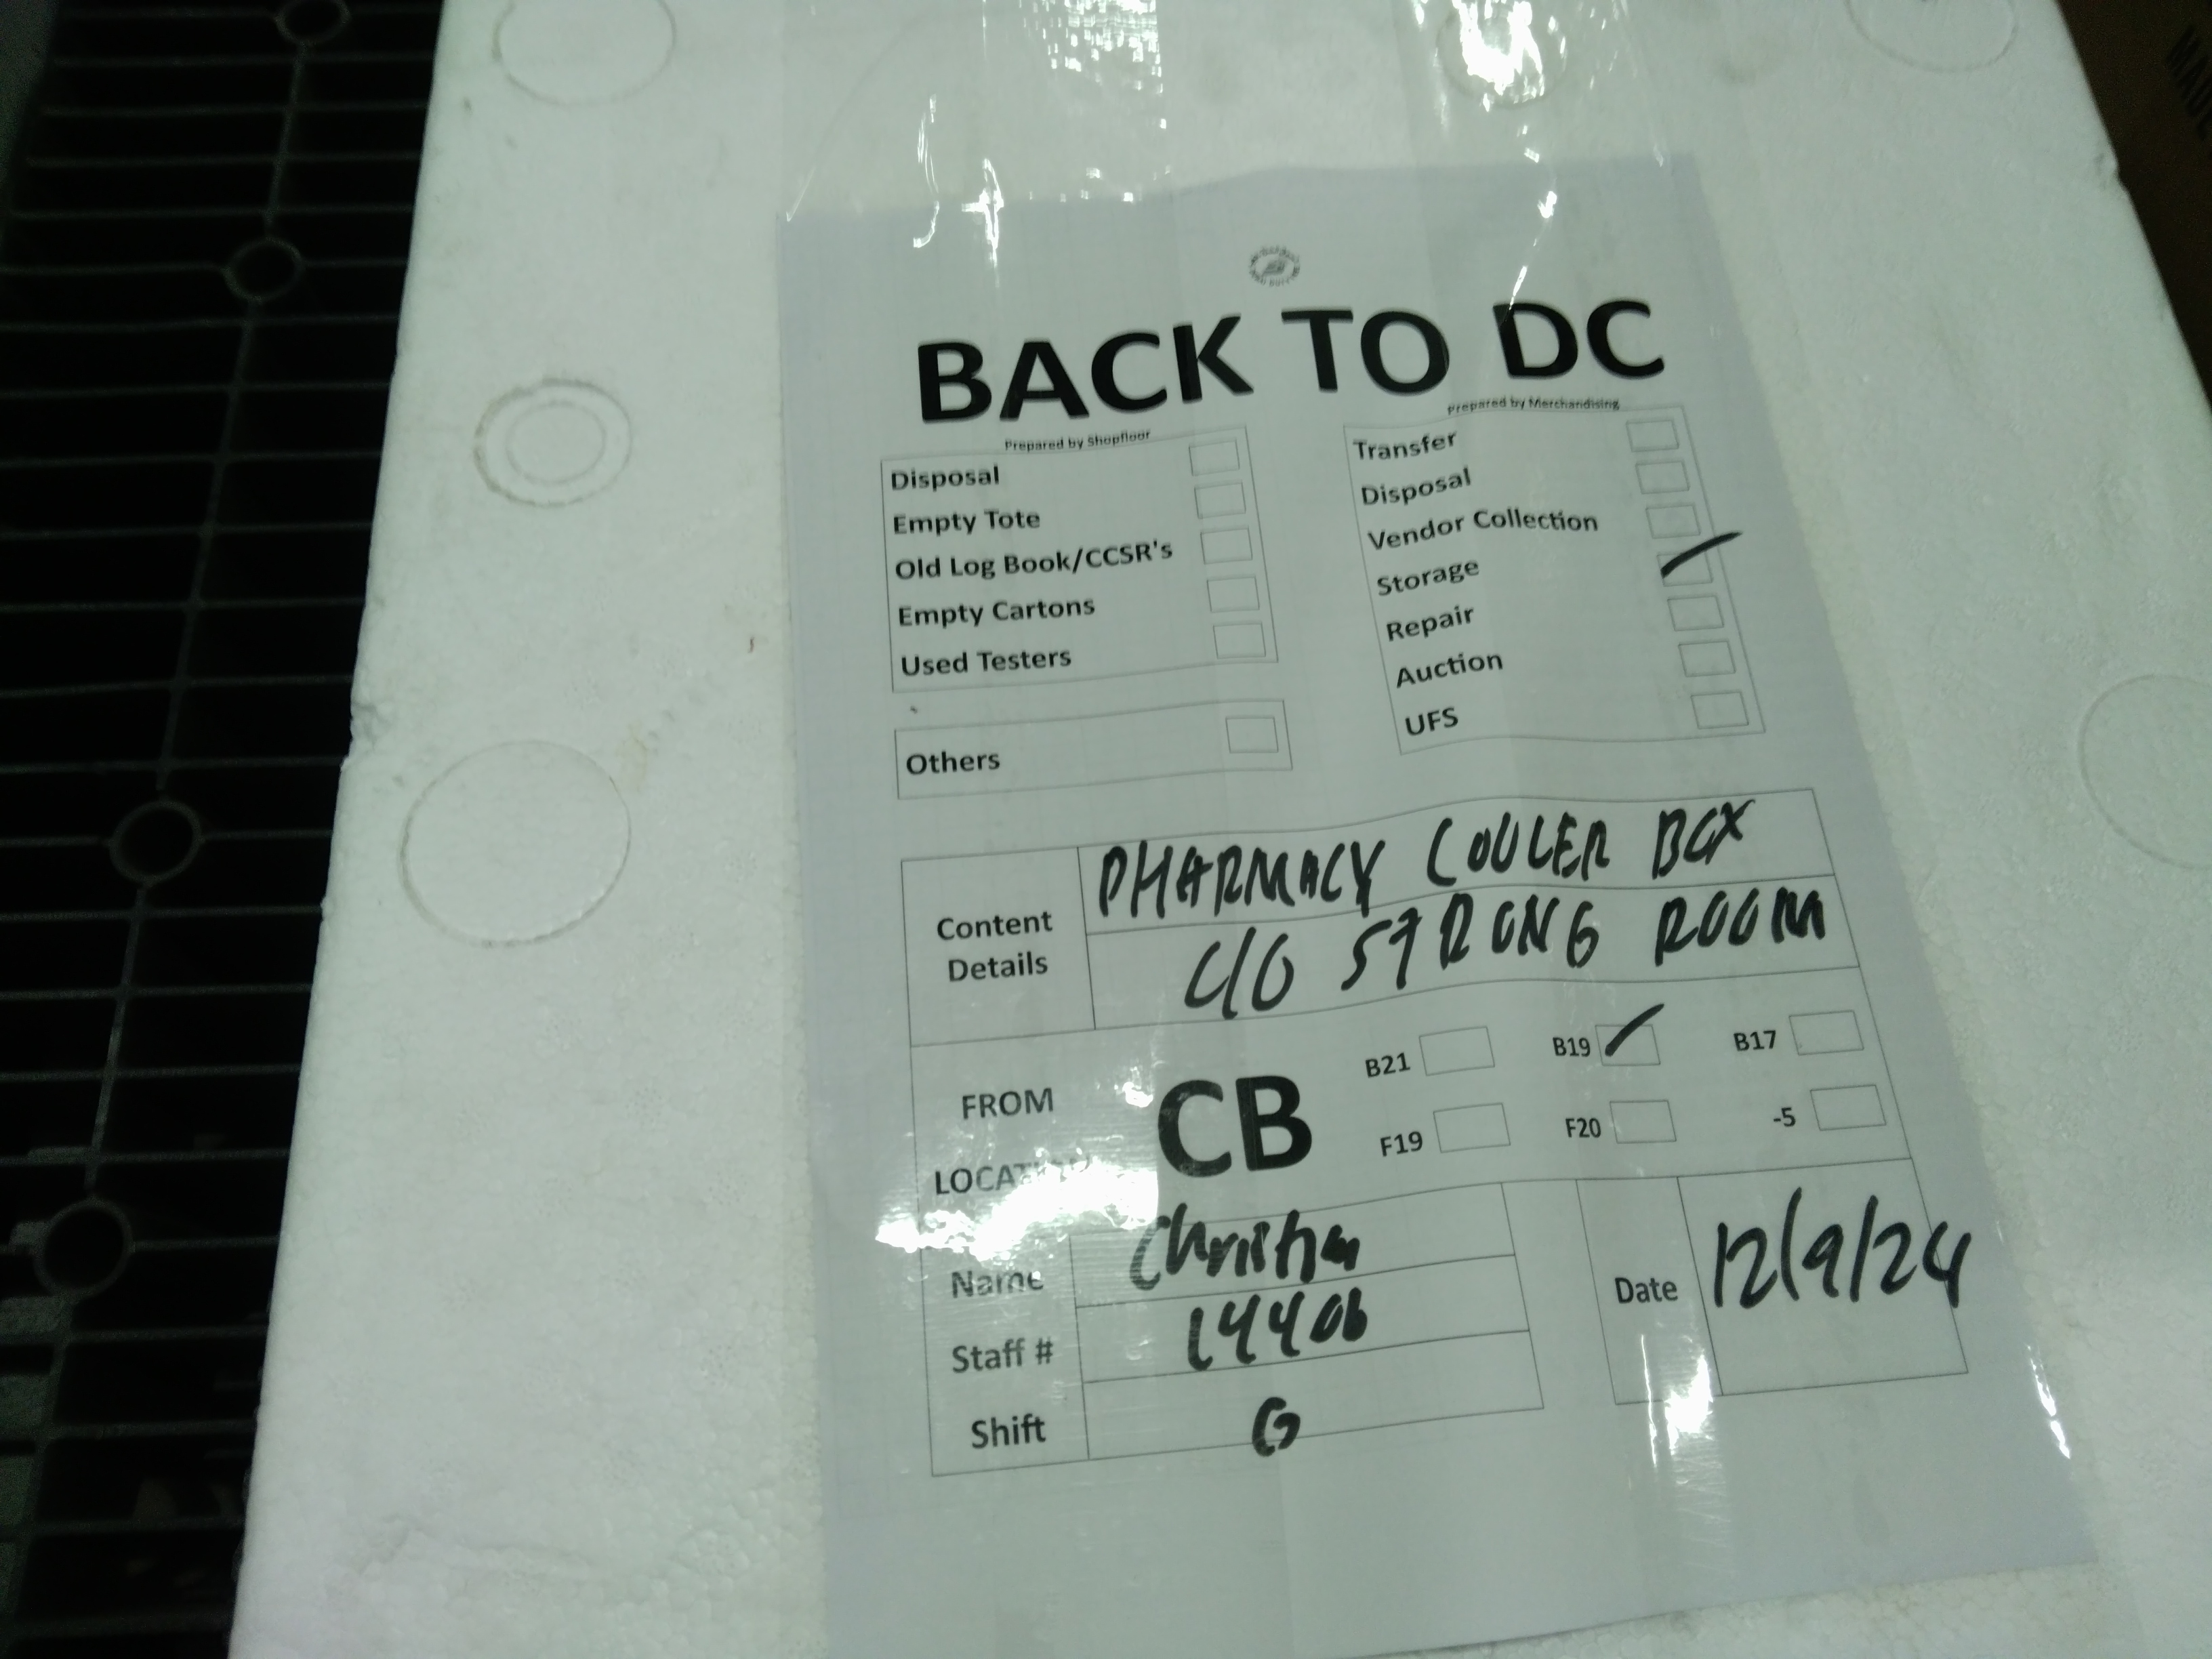 BACK TO DC
Prepared by Shopfloor
Disposal
Empty Tote
Old Log Book/CCSR's
Empty Cartons
Used Testers
Others
Prepared by Merchandising
Transfer
Disposal
Vendor Collection
Storage
Repair
Auction
UFS
Content Details
PHARMACY COOLER BOX
C/O STRONG ROOM
FROM
LOCATION
CB
B21 B19 B17
F19 F20 -5
Name Christian
Staff # 14406
Shift G
Date 12/9/24